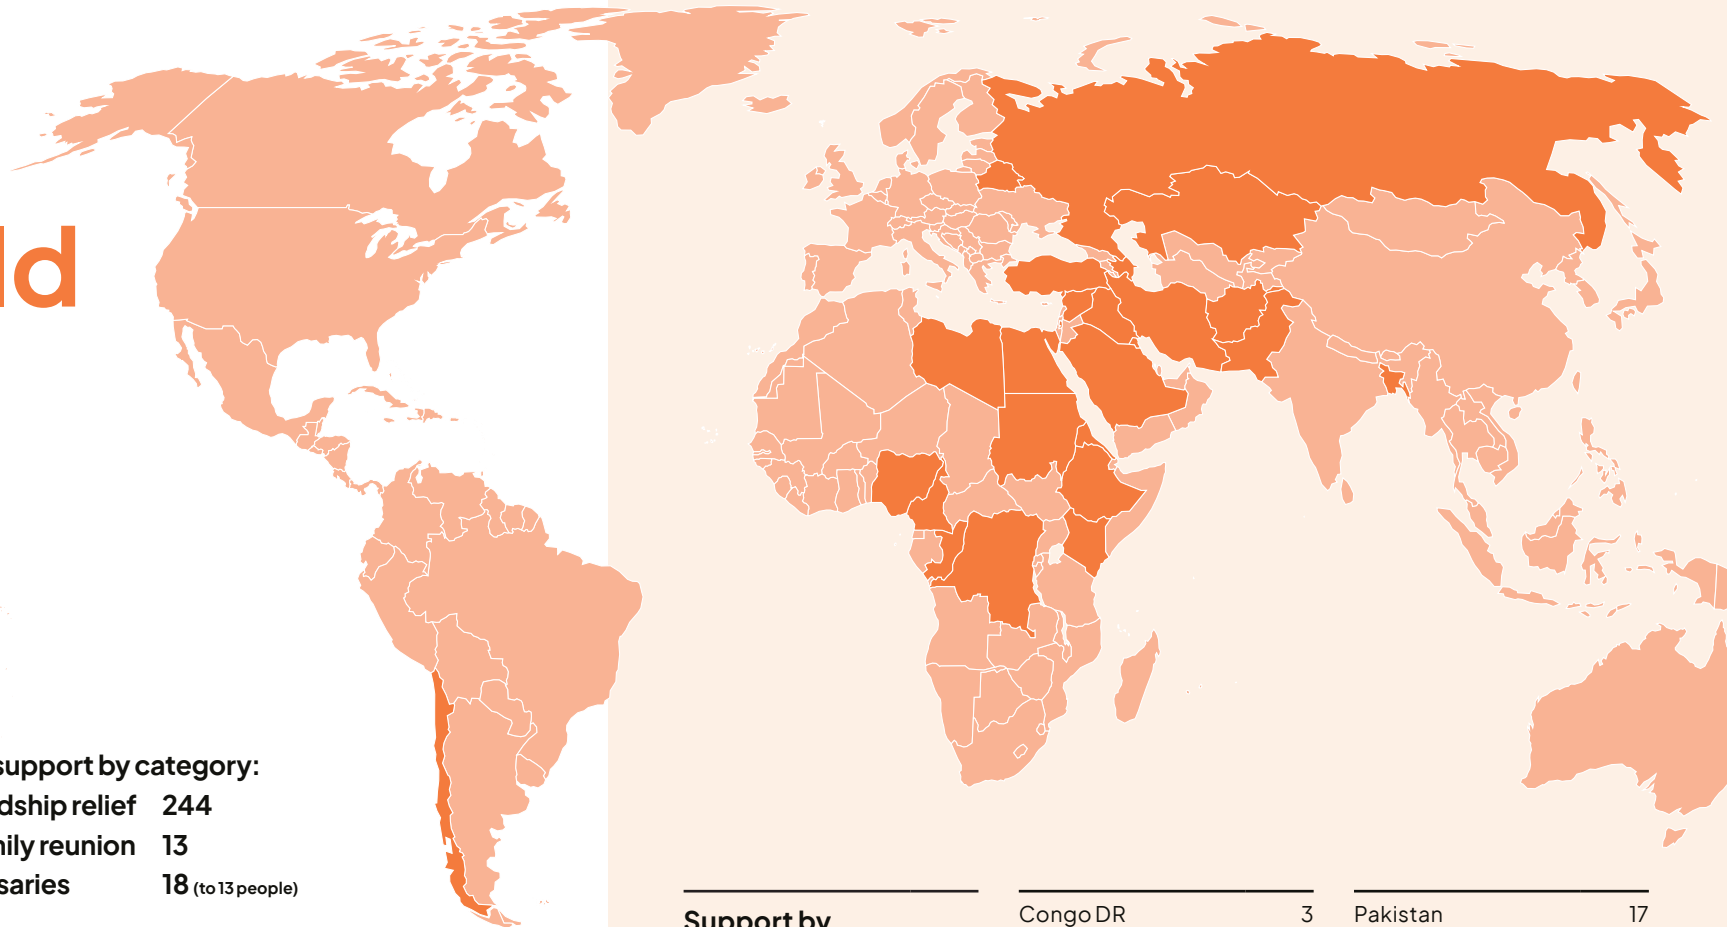 ld
support by category:
dship relief 244
ily reunion 13
saries 18 (to 13 people)
Support by
Congo DR 3
Pakistan 17